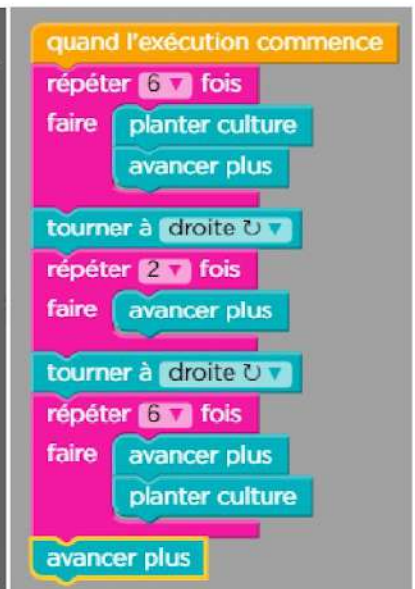 quand l'exécution commence
répéter 6 fois
faire planter culture
avancer plus
tourner à droite ↻
répéter 2 fois
faire avancer plus
tourner à droite ↻
répéter 6 fois
faire avancer plus
planter culture
avancer plus